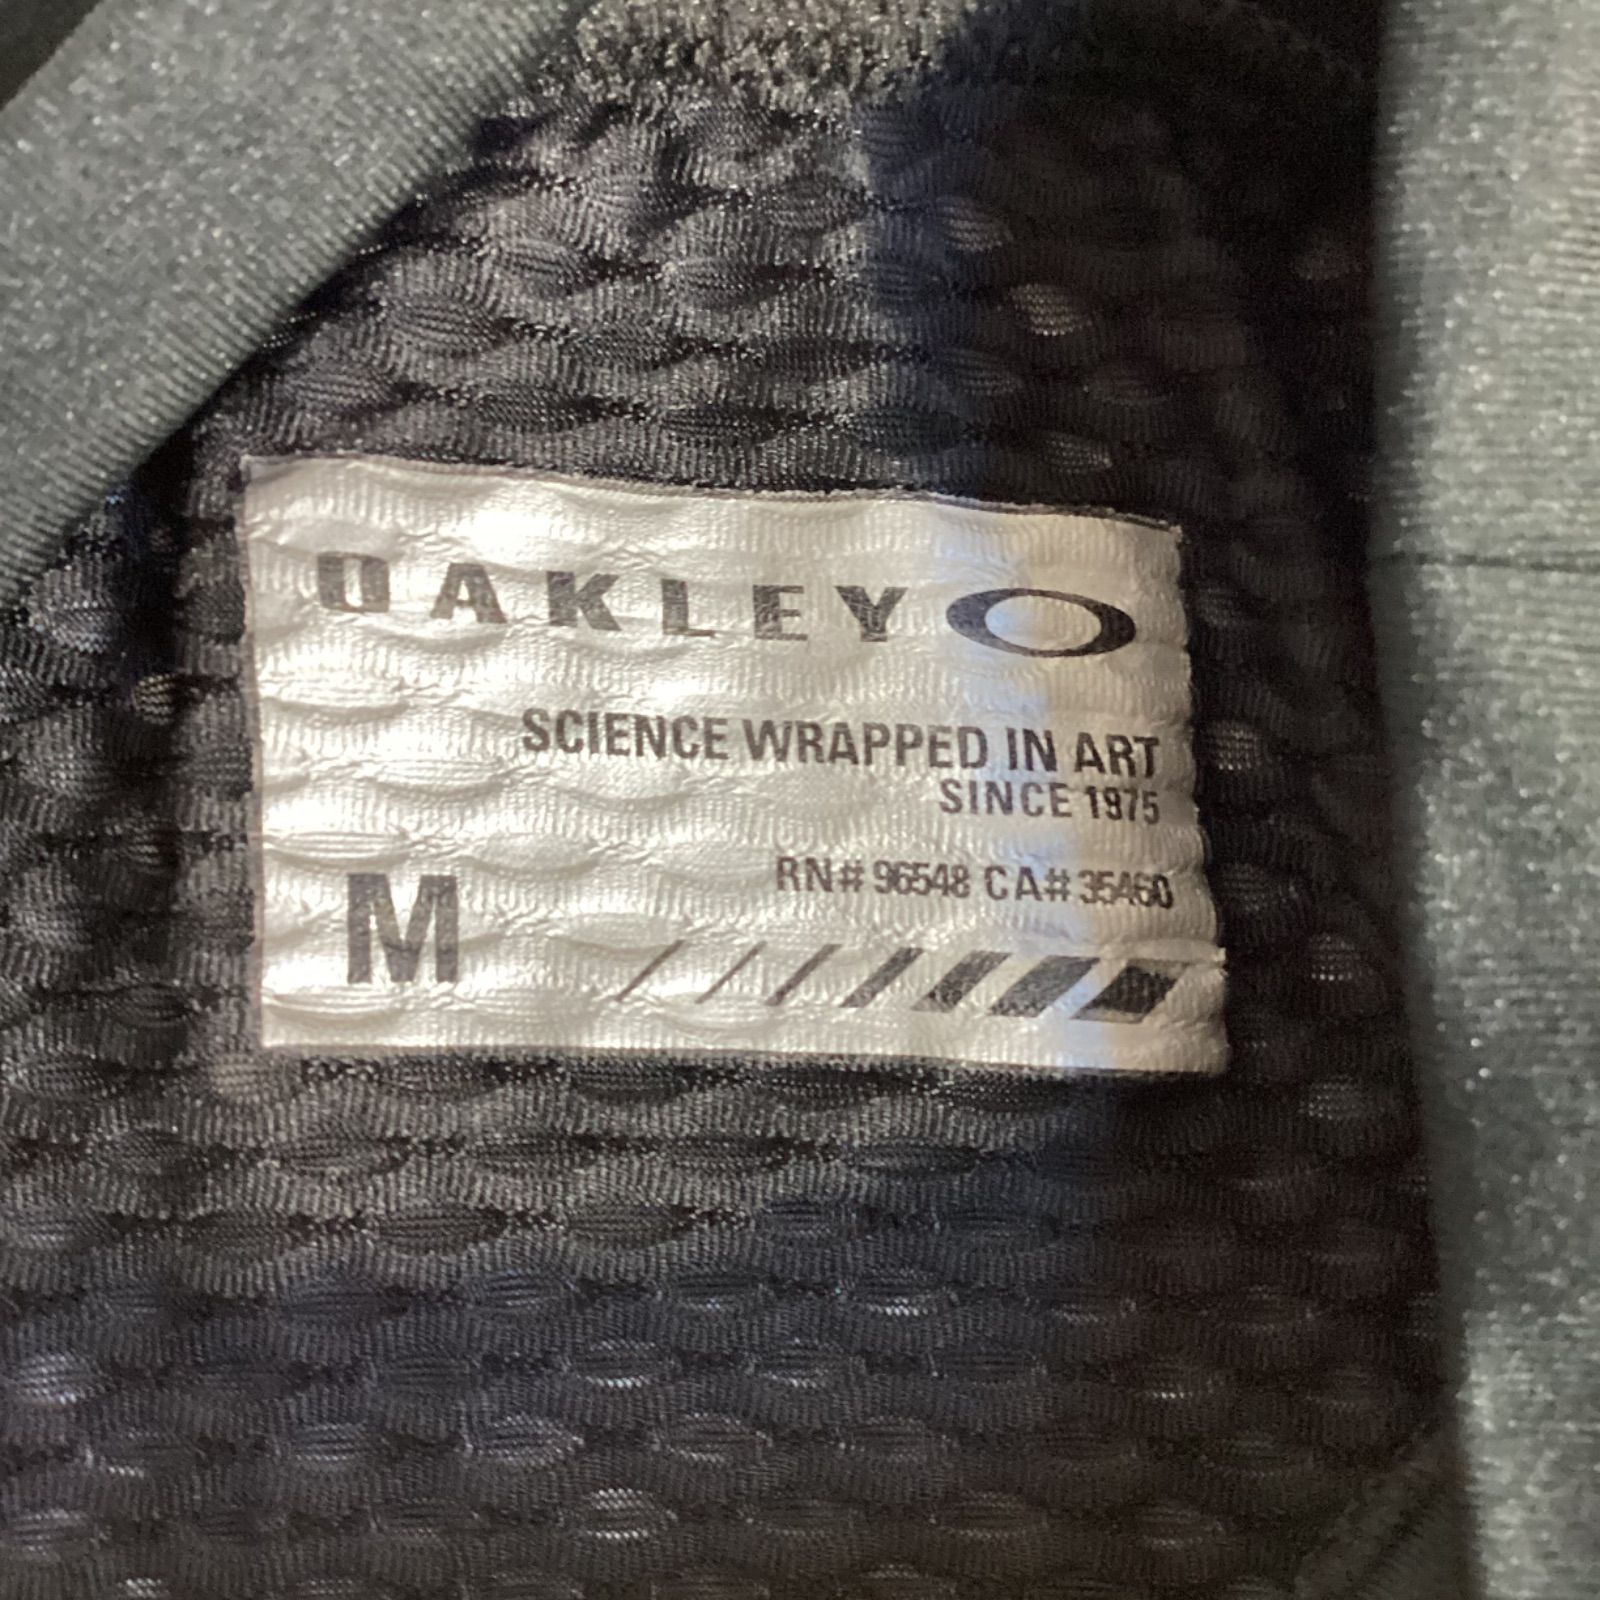 OAKLEY
SCIENCE WRAPPED IN ART
SINCE 1975
RN# 96548 CA# 35460
M